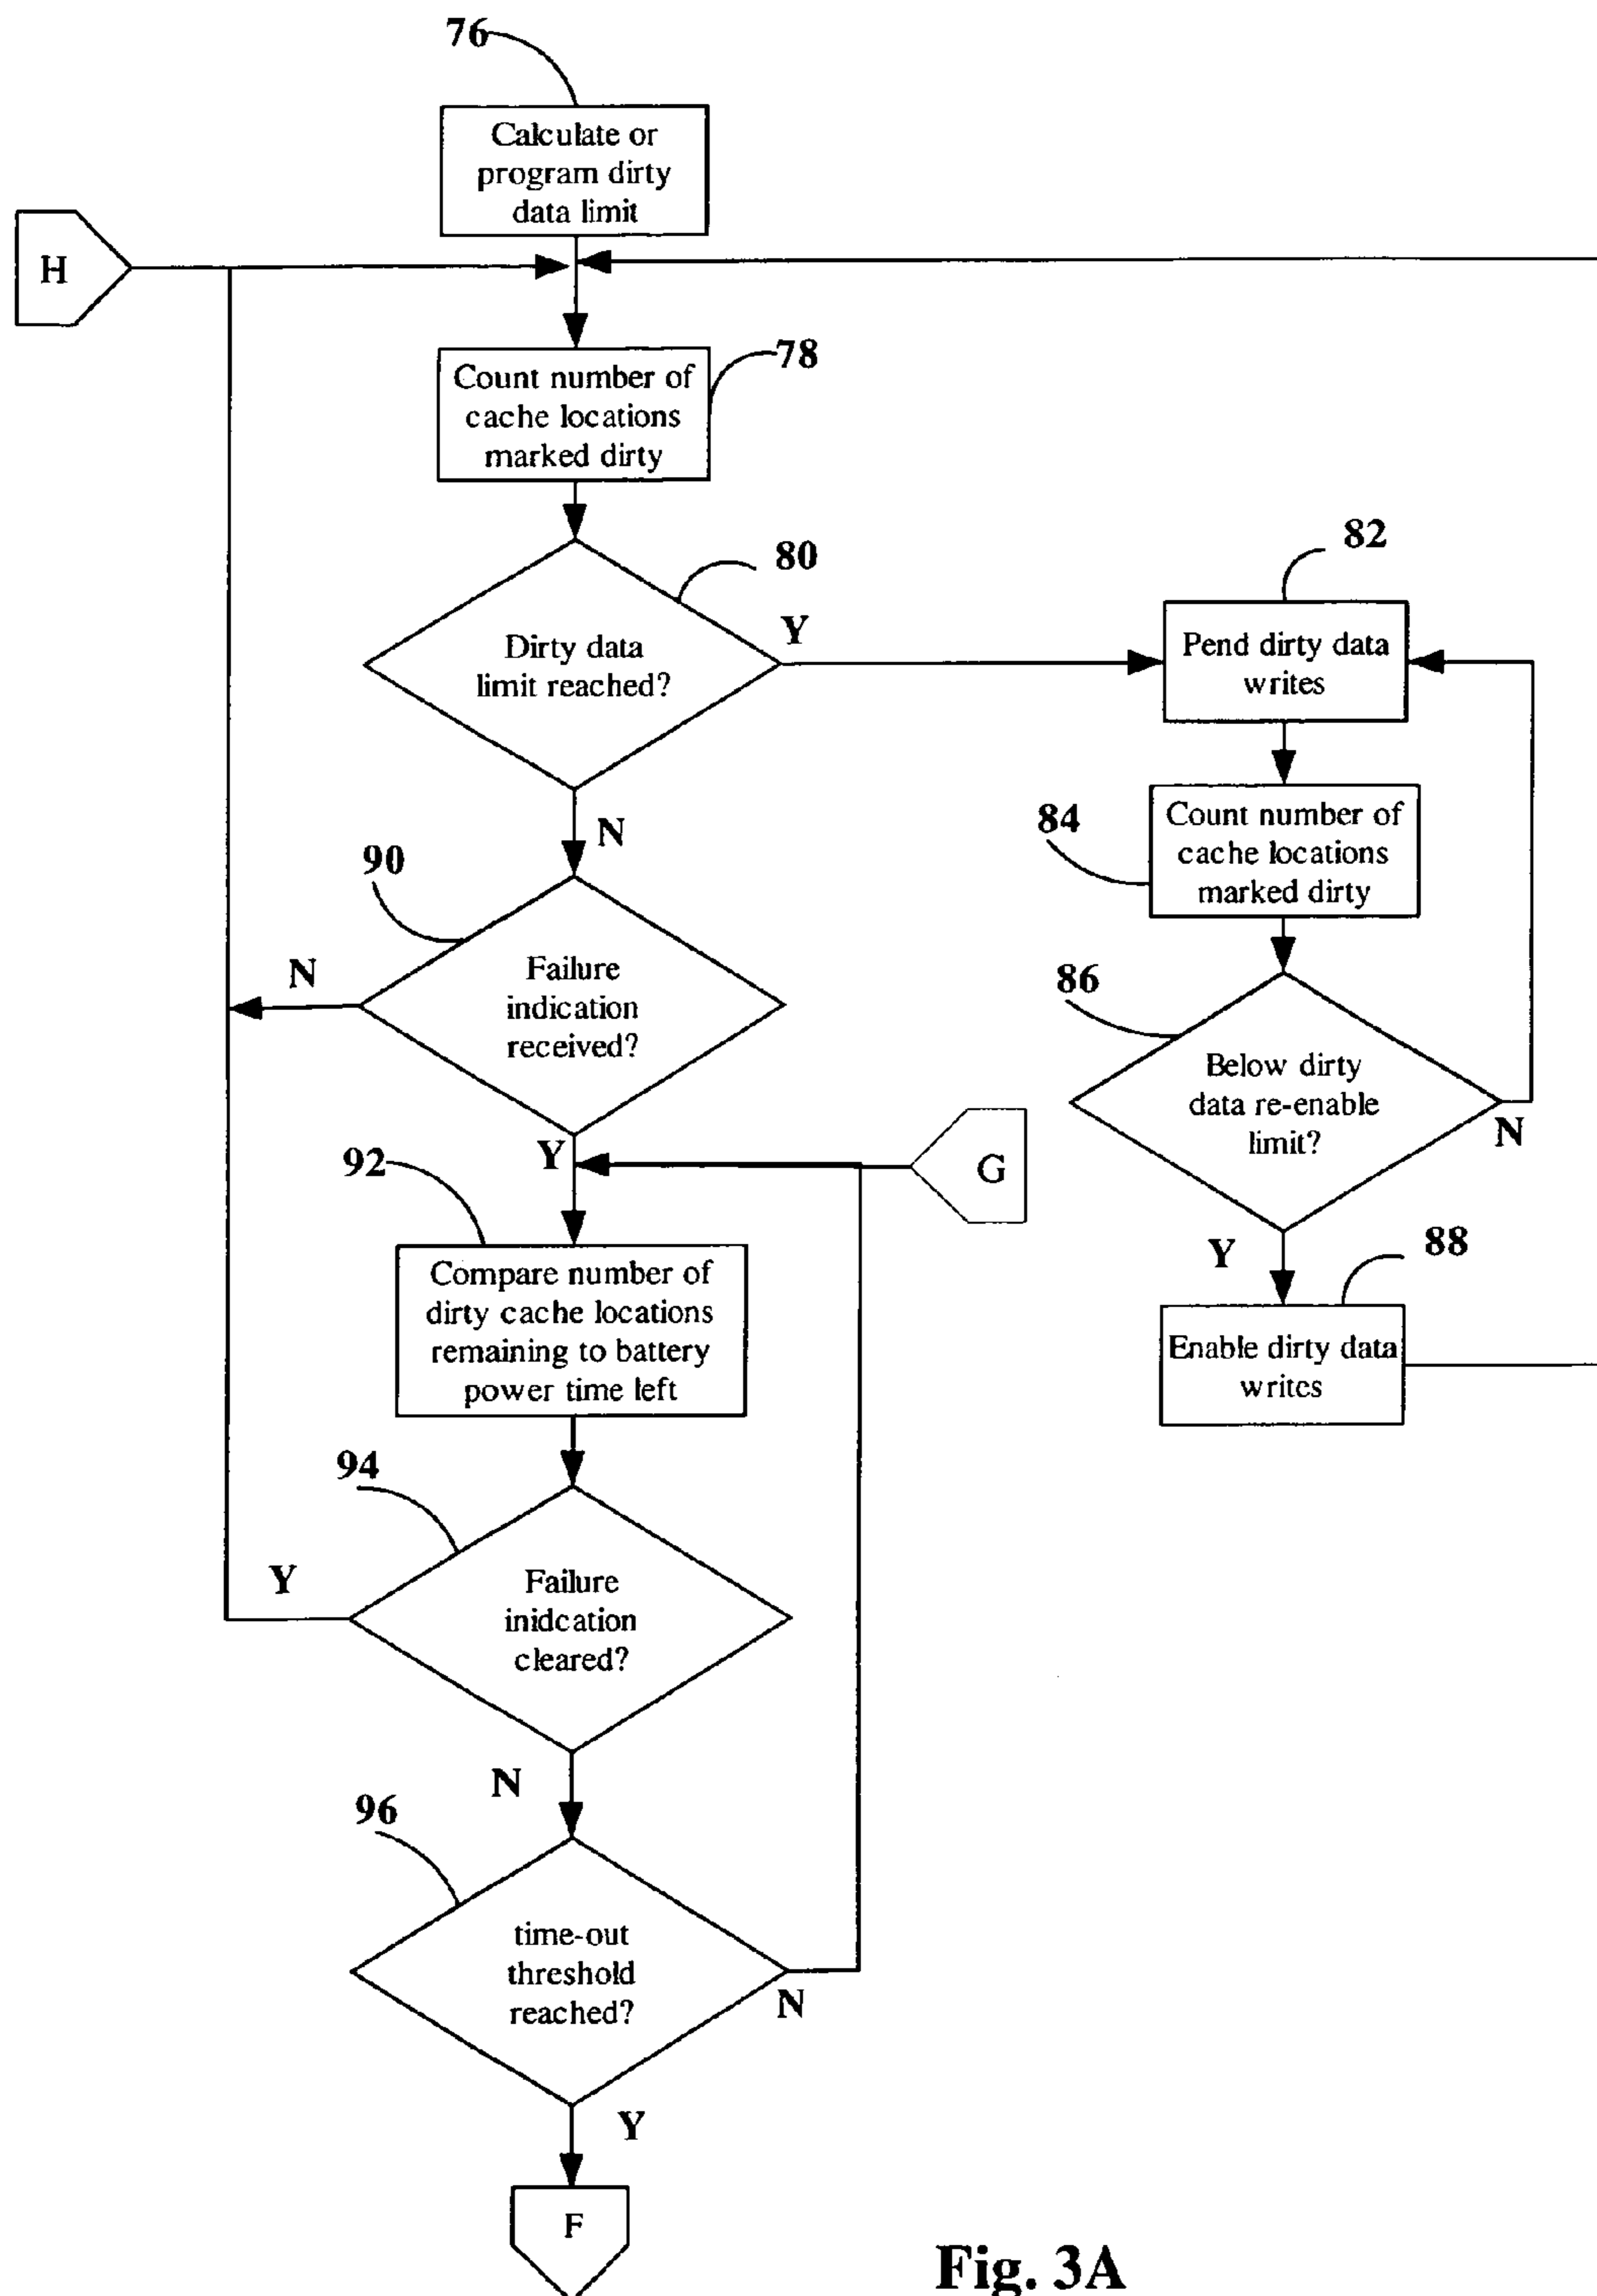 76
Calculate or
program dirty
data limit
H
78
Count number of
cache locations
marked dirty
80
Dirty data
limit reached?
Y
N
82
Pend dirty data
writes
84
Count number of
cache locations
marked dirty
86
Below dirty
data re-enable
limit?
N
Y
88
Enable dirty data
writes
90
Failure
indication
received?
N
Y
G
92
Compare number of
dirty cache locations
remaining to battery
power time left
94
Failure
inidcation
cleared?
Y
N
96
time-out
threshold
reached?
N
Y
F
Fig. 3A